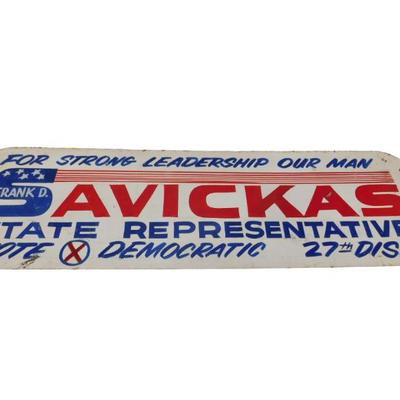 FOR STRONG LEADERSHIP OUR MAN
FRANK D.
SAVICKAS
STATE REPRESENTATIVE
VOTE X DEMOCRATIC 27th DIS